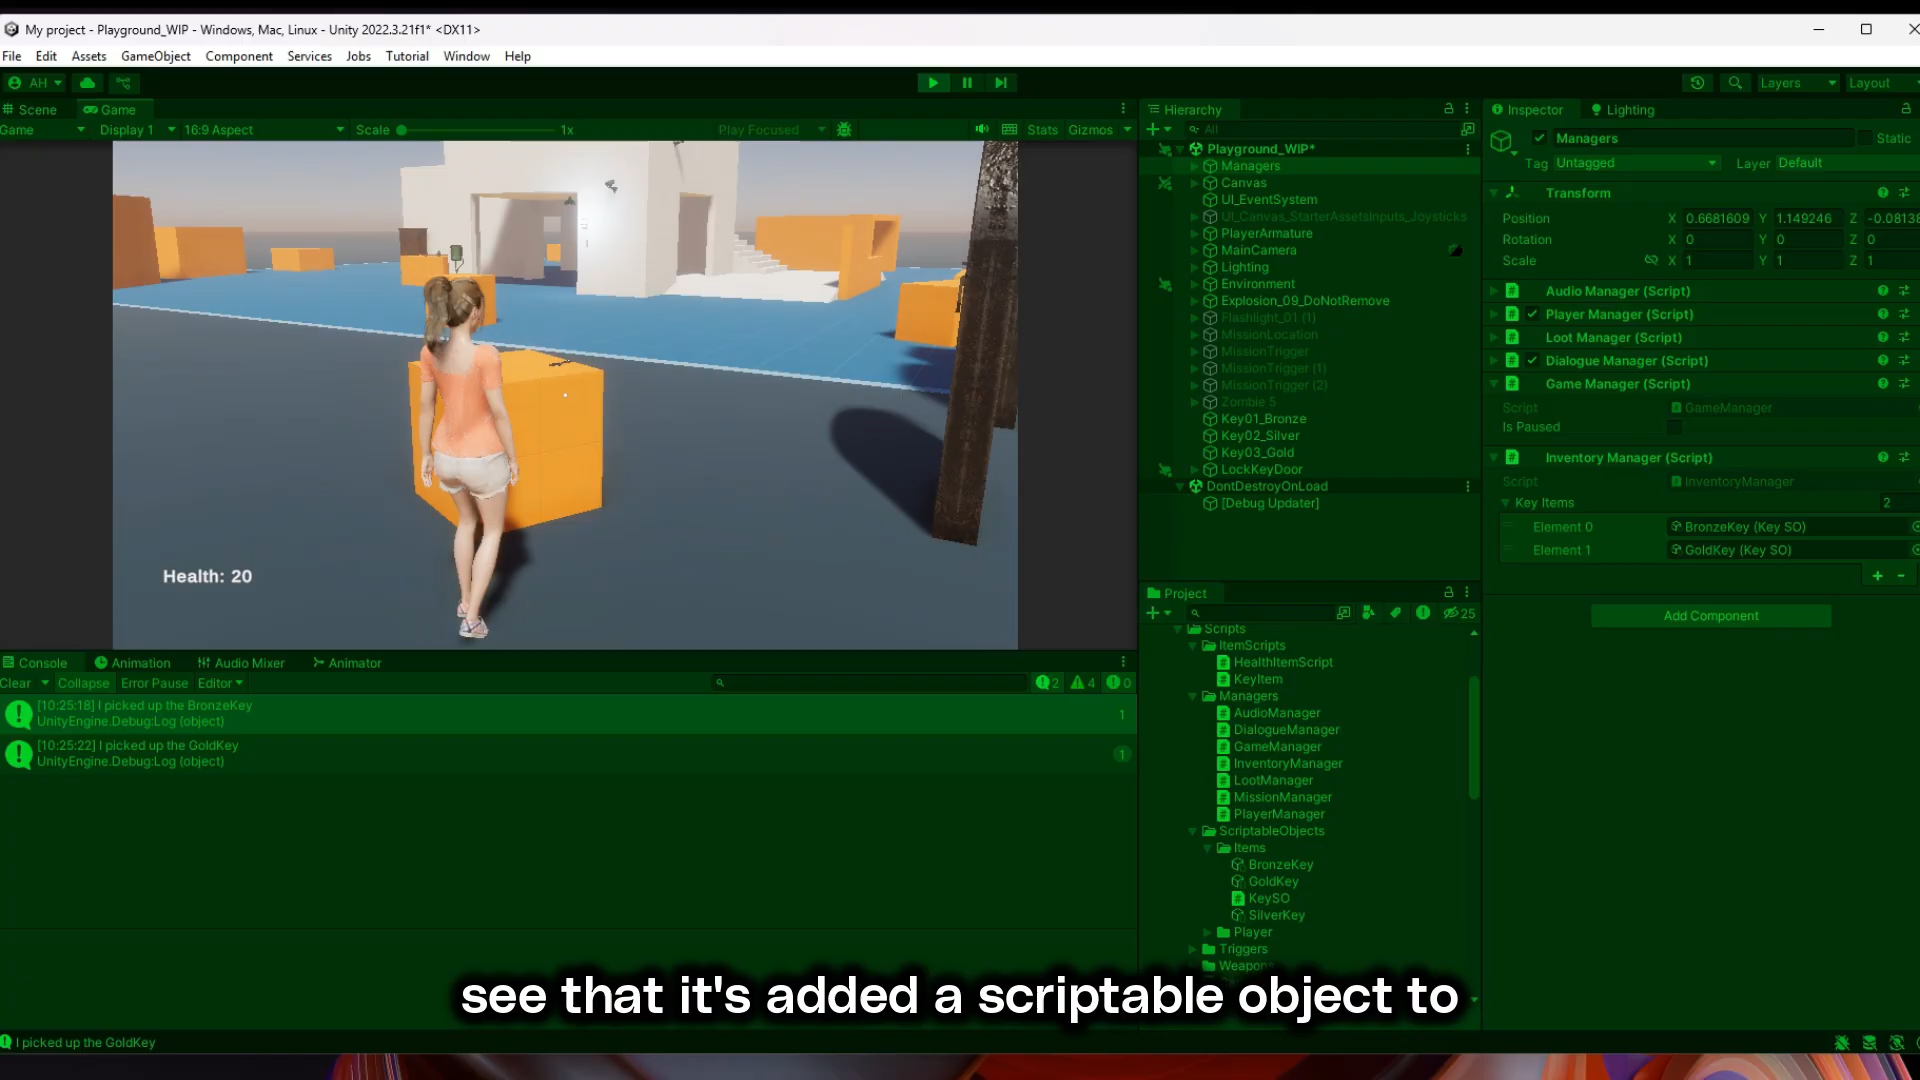 My project - Playground_WIP - Windows, Mac, Linux - Unity 2022.3.21f1* <DX11>
File Edit Assets GameObject Component Services Jobs Tutorial Window Help
AH Layers Layout
Scene Game
Game Display 1 16:9 Aspect Scale 1x Play Focused Stats Gizmos
Health: 20
Console Animation Audio Mixer Animator
Clear Collapse Error Pause Editor 2 4 0
[10:25:18] I picked up the BronzeKey
UnityEngine.Debug:Log (object)
1
[10:25:22] I picked up the GoldKey
UnityEngine.Debug:Log (object)
1
I picked up the GoldKey
Hierarchy
All
Playground_WIP*
Managers
Canvas
UI_EventSystem
UI_Canvas_StarterAssetsInputs_Joysticks
PlayerArmature
MainCamera
Lighting
Environment
Explosion_09_DoNotRemove
Flashlight_01 (1)
MissionLocation
MissionTrigger
MissionTrigger (1)
MissionTrigger (2)
Zombie 5
Key01_Bronze
Key02_Silver
Key03_Gold
LockKeyDoor
DontDestroyOnLoad
[Debug Updater]
Project
25
Scripts
ItemScripts
HealthItemScript
KeyItem
Managers
AudioManager
DialogueManager
GameManager
InventoryManager
LootManager
MissionManager
PlayerManager
ScriptableObjects
Items
BronzeKey
GoldKey
KeySO
SilverKey
Player
Triggers
Weapons
Inspector Lighting
Managers Static
Tag Untagged Layer Default
Transform
Position X 0.6681609 Y 1.149246 Z -0.08138
Rotation X 0 Y 0 Z 0
Scale X 1 Y 1 Z 1
Audio Manager (Script)
Player Manager (Script)
Loot Manager (Script)
Dialogue Manager (Script)
Game Manager (Script)
Script GameManager
Is Paused
Inventory Manager (Script)
Script InventoryManager
Key Items 2
Element 0 BronzeKey (Key SO)
Element 1 GoldKey (Key SO)
+ -
Add Component
see that it's added a scriptable object to